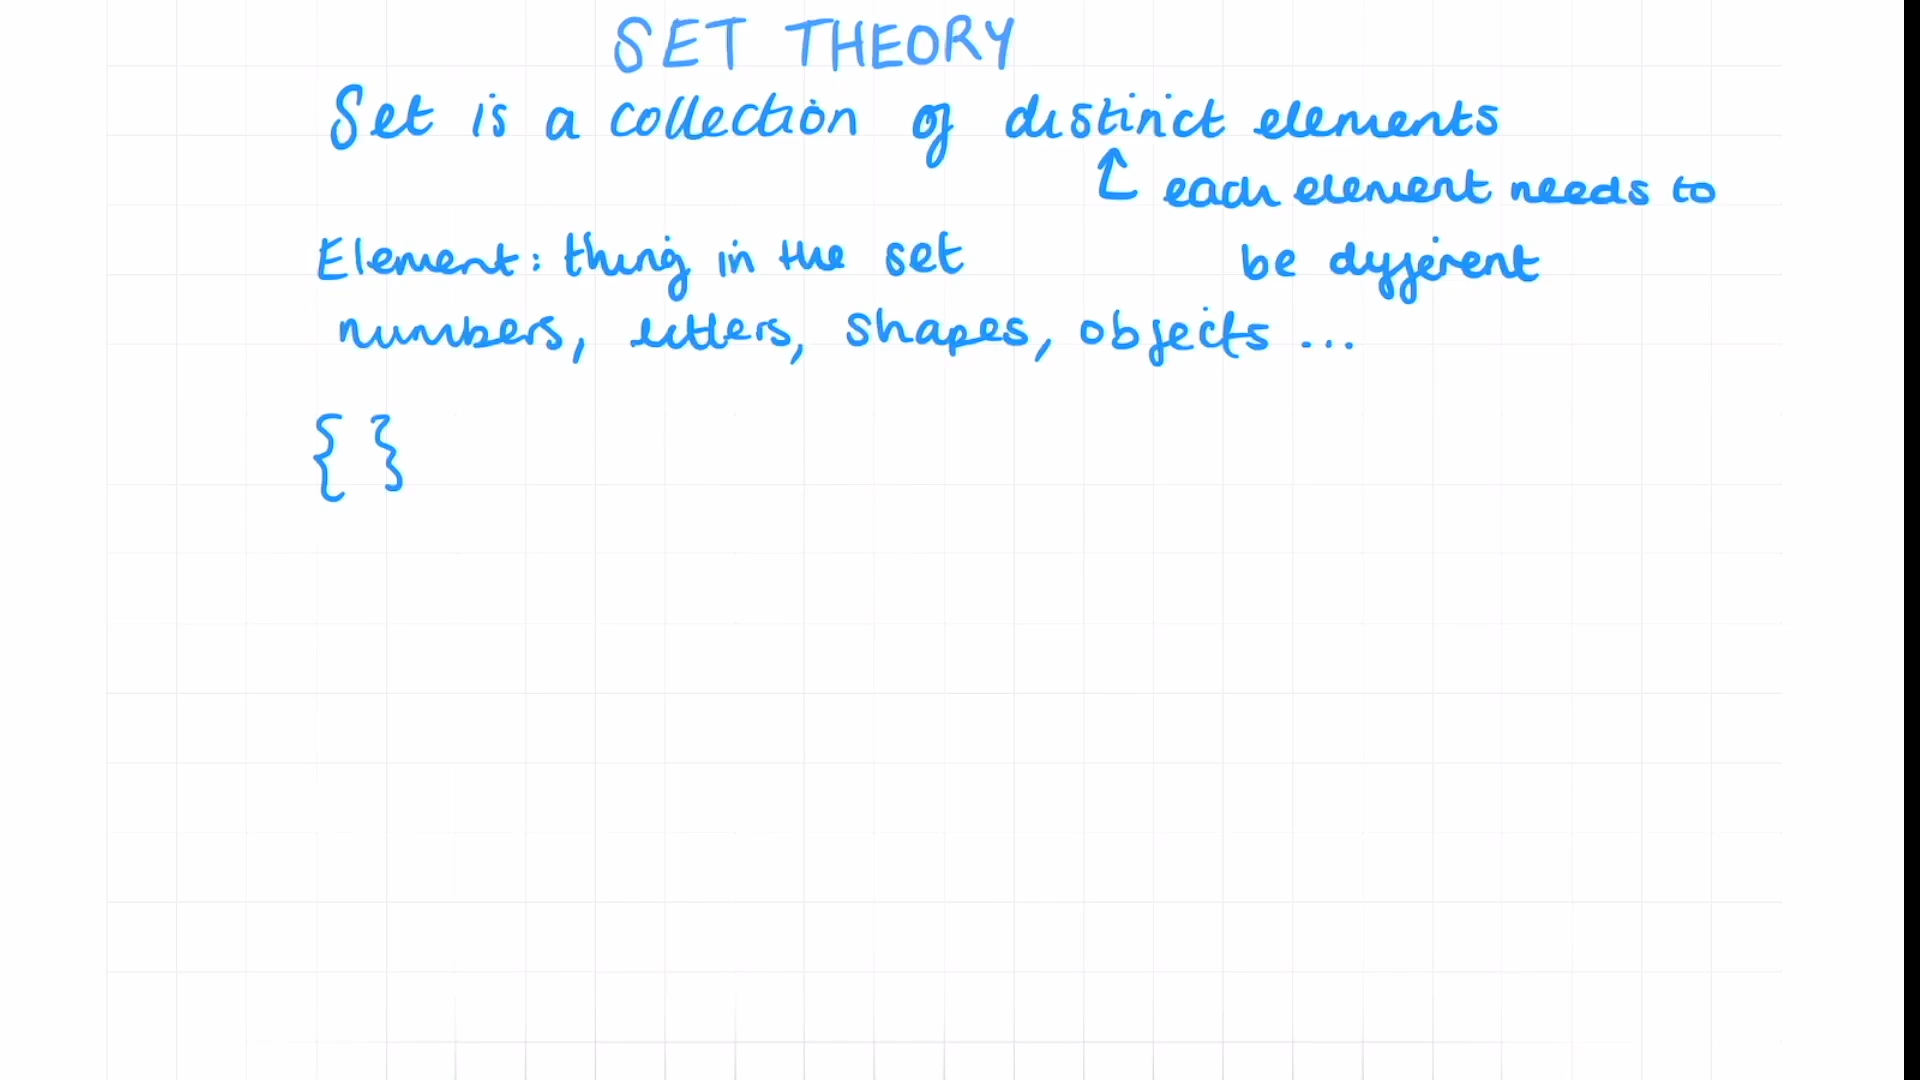 SET THEORY
Set is a collection of distinct elements
↑ each element needs to
be different
Element: thing in the set
numbers, letters, shapes, objects ...
{ }